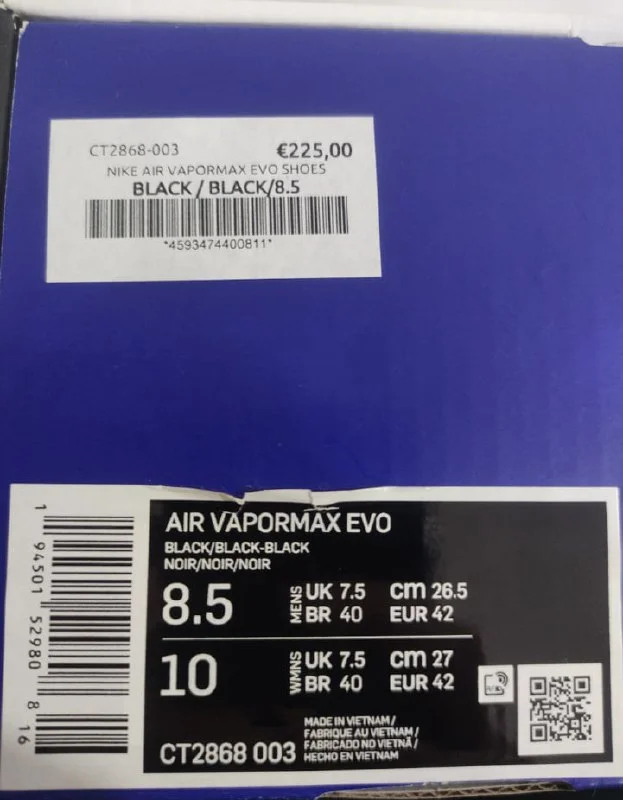 CT2868-003 €225,00
NIKE AIR VAPORMAX EVO SHOES
BLACK / BLACK/8.5
*4593474400811*
1 94501 52980 8 16
AIR VAPORMAX EVO
BLACK/BLACK-BLACK
NOIR/NOIR/NOIR
8.5 MENS UK 7.5 cm 26.5
BR 40 EUR 42
10 WMNS UK 7.5 cm 27
BR 40 EUR 42
CT2868 003
MADE IN VIETNAM /
FABRIQUE AU VIETNAM /
FABRICADO NO VIETNÃ /
HECHO EN VIETNAM